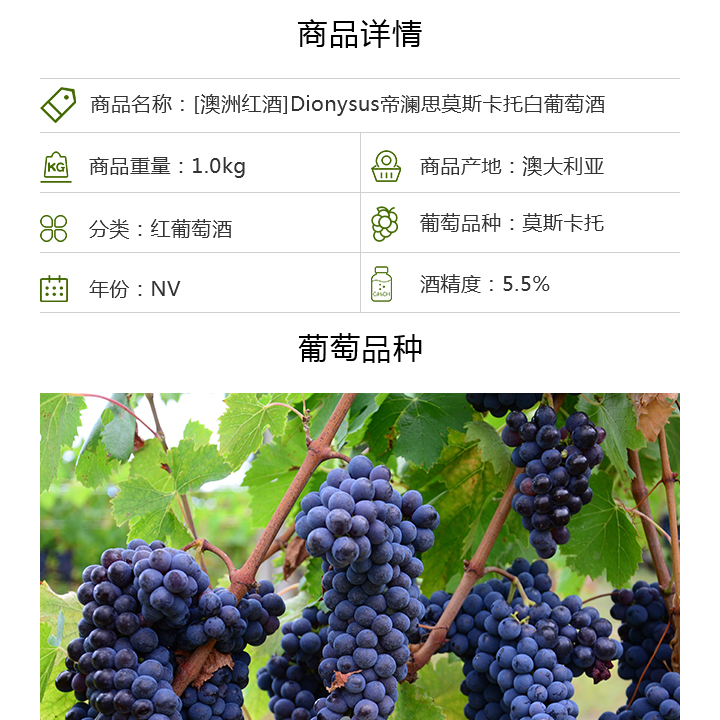 商品详情
商品名称：[澳洲红酒]Dionysus帝澜思莫斯卡托白葡萄酒
KG
商品重量：1.0kg
商品产地：澳大利亚
分类：红葡萄酒
葡萄品种：莫斯卡托
年份：NV
酒精度：5.5%
葡萄品种